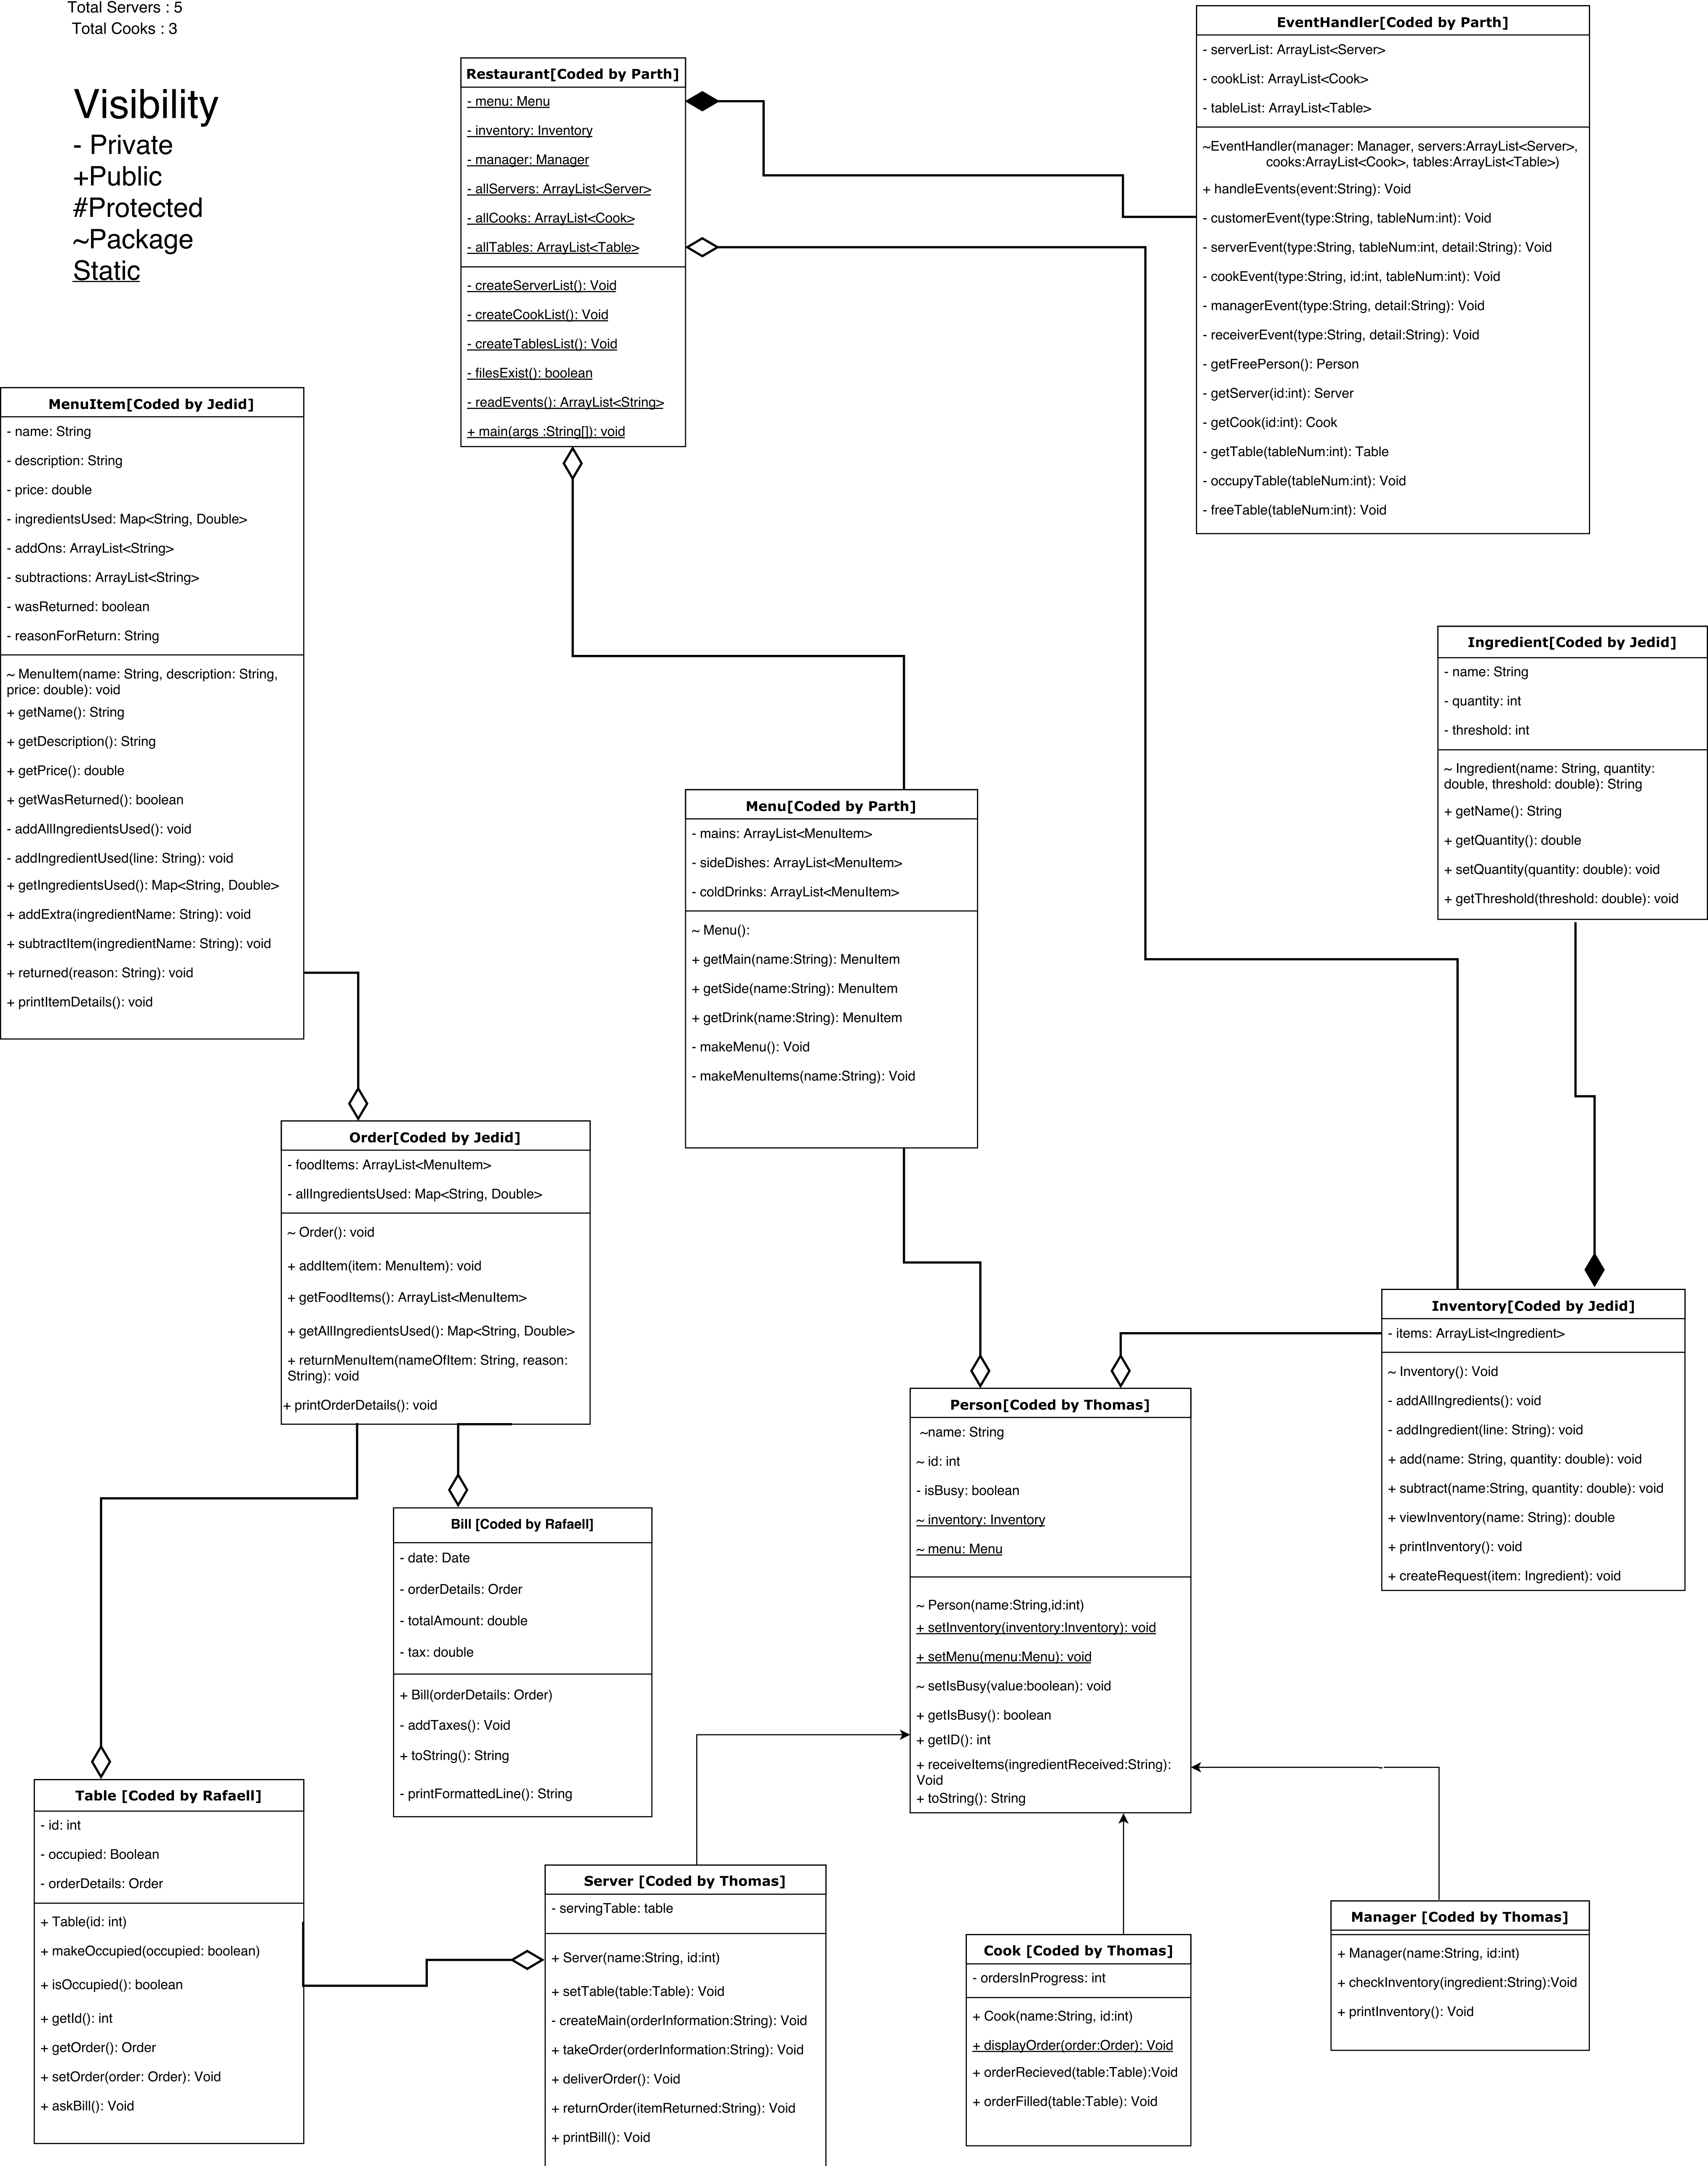 Total Servers : 5
Total Cooks : 3
Visibility
- Private
+Public
#Protected
~Package
Static
Restaurant[Coded by Parth]
- menu: Menu
- inventory: Inventory
- manager: Manager
- allServers: ArrayList<Server>
- allCooks: ArrayList<Cook>
- allTables: ArrayList<Table>
- createServerList(): Void
- createCookList(): Void
- createTablesList(): Void
- filesExist(): boolean
- readEvents(): ArrayList<String>
+ main(args :String[]): void
EventHandler[Coded by Parth]
- serverList: ArrayList<Server>
- cookList: ArrayList<Cook>
- tableList: ArrayList<Table>
~EventHandler(manager: Manager, servers:ArrayList<Server>,
cooks:ArrayList<Cook>, tables:ArrayList<Table>)
+ handleEvents(event:String): Void
- customerEvent(type:String, tableNum:int): Void
- serverEvent(type:String, tableNum:int, detail:String): Void
- cookEvent(type:String, id:int, tableNum:int): Void
- managerEvent(type:String, detail:String): Void
- receiverEvent(type:String, detail:String): Void
- getFreePerson(): Person
- getServer(id:int): Server
- getCook(id:int): Cook
- getTable(tableNum:int): Table
- occupyTable(tableNum:int): Void
- freeTable(tableNum:int): Void
MenuItem[Coded by Jedid]
- name: String
- description: String
- price: double
- ingredientsUsed: Map<String, Double>
- addOns: ArrayList<String>
- subtractions: ArrayList<String>
- wasReturned: boolean
- reasonForReturn: String
~ MenuItem(name: String, description: String,
price: double): void
+ getName(): String
+ getDescription(): String
+ getPrice(): double
+ getWasReturned(): boolean
- addAllIngredientsUsed(): void
- addIngredientUsed(line: String): void
+ getIngredientsUsed(): Map<String, Double>
+ addExtra(ingredientName: String): void
+ subtractItem(ingredientName: String): void
+ returned(reason: String): void
+ printItemDetails(): void
Ingredient[Coded by Jedid]
- name: String
- quantity: int
- threshold: int
~ Ingredient(name: String, quantity:
double, threshold: double): String
+ getName(): String
+ getQuantity(): double
+ setQuantity(quantity: double): void
+ getThreshold(threshold: double): void
Menu[Coded by Parth]
- mains: ArrayList<MenuItem>
- sideDishes: ArrayList<MenuItem>
- coldDrinks: ArrayList<MenuItem>
~ Menu():
+ getMain(name:String): MenuItem
+ getSide(name:String): MenuItem
+ getDrink(name:String): MenuItem
- makeMenu(): Void
- makeMenuItems(name:String): Void
Order[Coded by Jedid]
- foodItems: ArrayList<MenuItem>
- allIngredientsUsed: Map<String, Double>
~ Order(): void
+ addItem(item: MenuItem): void
+ getFoodItems(): ArrayList<MenuItem>
+ getAllIngredientsUsed(): Map<String, Double>
+ returnMenuItem(nameOfItem: String, reason:
String): void
+ printOrderDetails(): void
Inventory[Coded by Jedid]
- items: ArrayList<Ingredient>
~ Inventory(): Void
- addAllIngredients(): void
- addIngredient(line: String): void
+ add(name: String, quantity: double): void
+ subtract(name:String, quantity: double): void
+ viewInventory(name: String): double
+ printInventory(): void
+ createRequest(item: Ingredient): void
Person[Coded by Thomas]
~name: String
~ id: int
- isBusy: boolean
~ inventory: Inventory
~ menu: Menu
~ Person(name:String,id:int)
+ setInventory(inventory:Inventory): void
+ setMenu(menu:Menu): void
~ setIsBusy(value:boolean): void
+ getIsBusy(): boolean
+ getID(): int
+ receiveItems(ingredientReceived:String):
Void
+ toString(): String
Bill [Coded by Rafaell]
- date: Date
- orderDetails: Order
- totalAmount: double
- tax: double
+ Bill(orderDetails: Order)
- addTaxes(): Void
+ toString(): String
- printFormattedLine(): String
Table [Coded by Rafaell]
- id: int
- occupied: Boolean
- orderDetails: Order
+ Table(id: int)
+ makeOccupied(occupied: boolean)
+ isOccupied(): boolean
+ getId(): int
+ getOrder(): Order
+ setOrder(order: Order): Void
+ askBill(): Void
Server [Coded by Thomas]
- servingTable: table
+ Server(name:String, id:int)
+ setTable(table:Table): Void
- createMain(orderInformation:String): Void
+ takeOrder(orderInformation:String): Void
+ deliverOrder(): Void
+ returnOrder(itemReturned:String): Void
+ printBill(): Void
Cook [Coded by Thomas]
- ordersInProgress: int
+ Cook(name:String, id:int)
+ displayOrder(order:Order): Void
+ orderRecieved(table:Table):Void
+ orderFilled(table:Table): Void
Manager [Coded by Thomas]
+ Manager(name:String, id:int)
+ checkInventory(ingredient:String):Void
+ printInventory(): Void